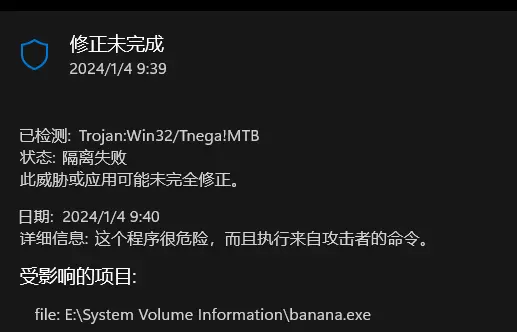 修正未完成
2024/1/4 9:39
已检测: Trojan:Win32/Tnega!MTB
状态: 隔离失败
此威胁或应用可能未完全修正。
日期: 2024/1/4 9:40
详细信息: 这个程序很危险，而且执行来自攻击者的命令。
受影响的项目:
file: E:\System Volume Information\banana.exe